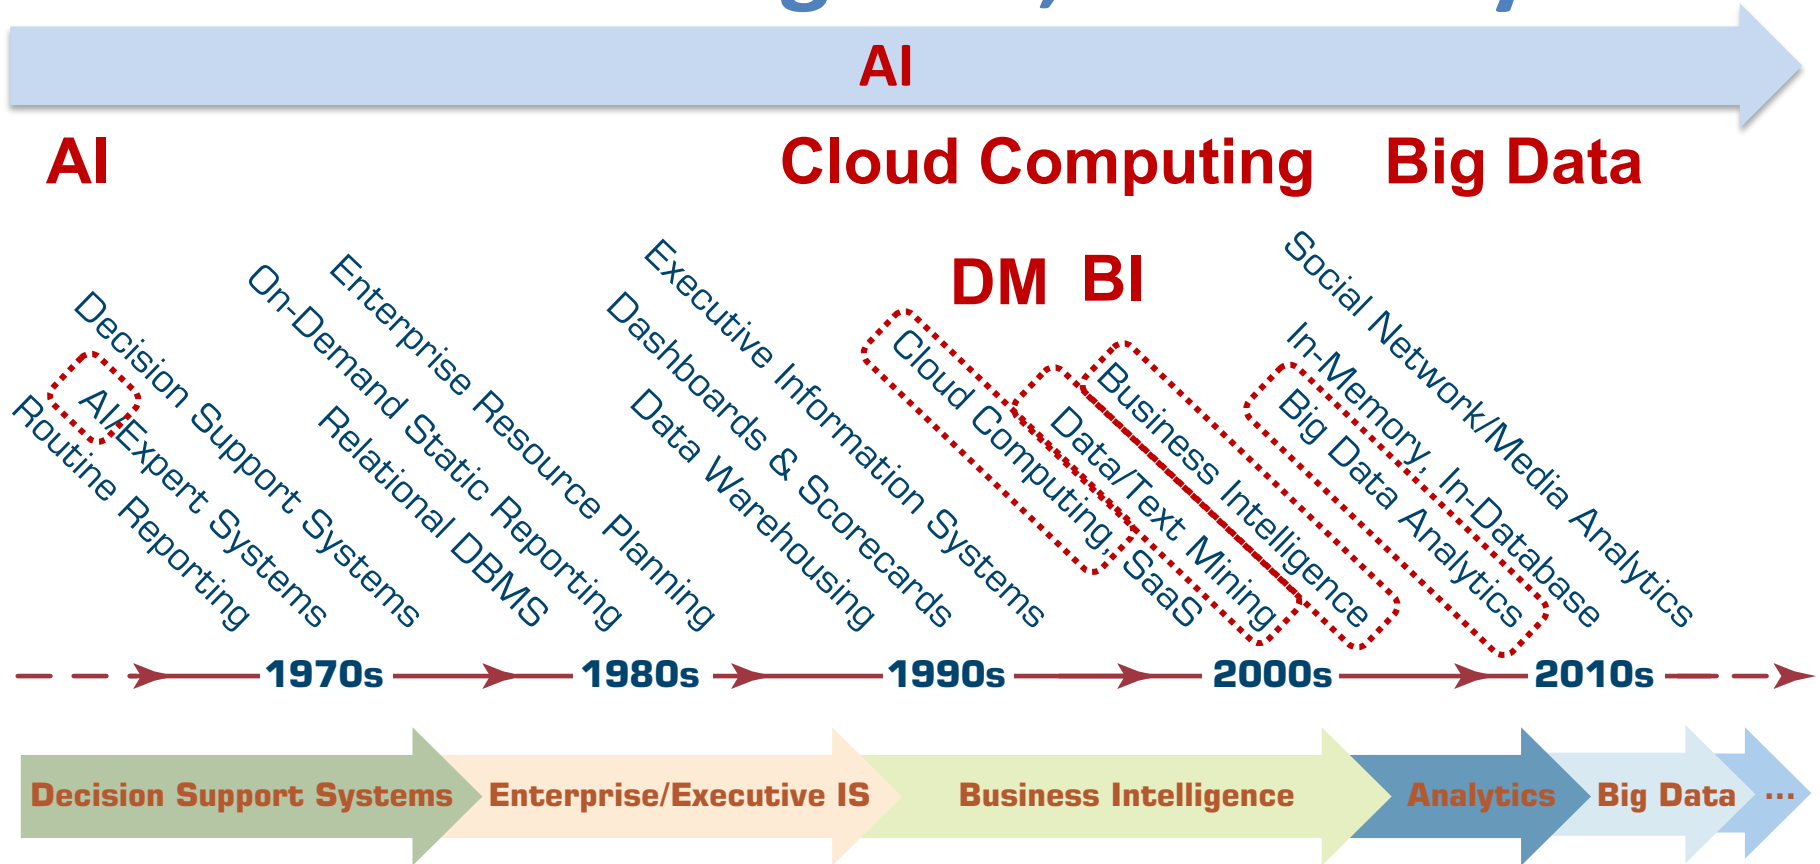 AI
AI
Cloud Computing
Big Data
DM
BI
Routine Reporting
AI/Expert Systems
Decision Support Systems
Relational DBMS
On-Demand Static Reporting
Enterprise Resource Planning
Data Warehousing
Dashboards & Scorecards
Executive Information Systems
Cloud Computing, SaaS
Data/Text Mining
Business Intelligence
Big Data Analytics
In-Memory, In-Database
Social Network/Media Analytics
1970s
1980s
1990s
2000s
2010s
Decision Support Systems
Enterprise/Executive IS
Business Intelligence
Analytics
Big Data
...